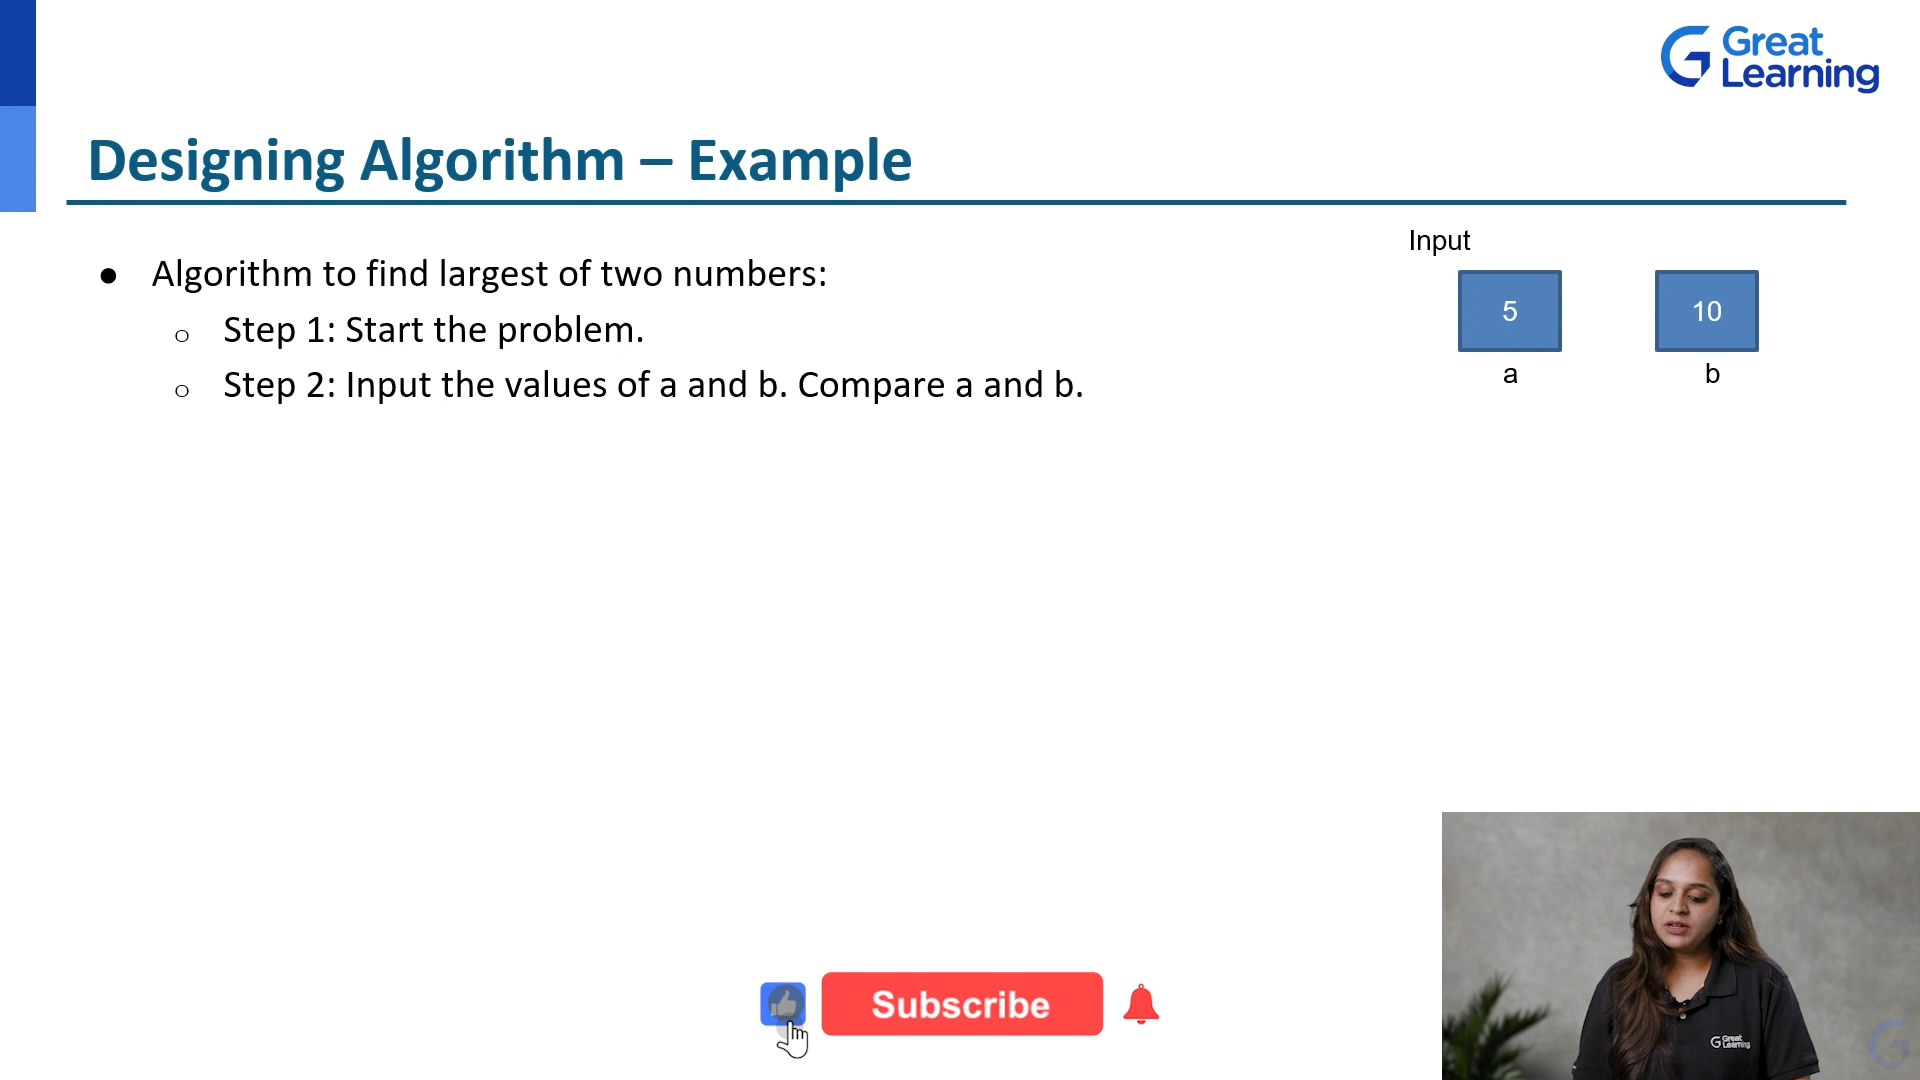 Great
Learning
Designing Algorithm – Example
Input
● Algorithm to find largest of two numbers:
○ Step 1: Start the problem.
○ Step 2: Input the values of a and b. Compare a and b.
5 10
a b
Subscribe
Great
Learning